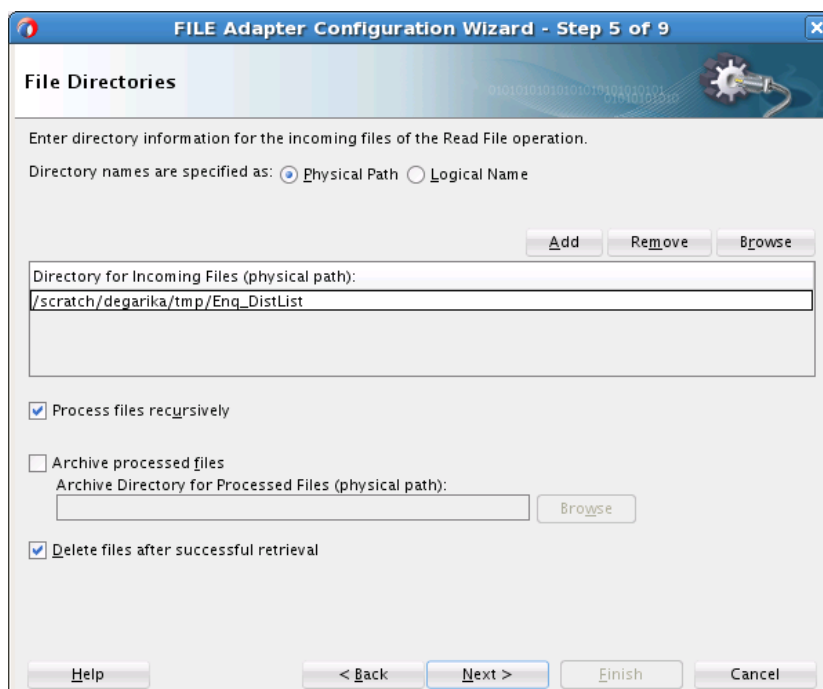 FILE Adapter Configuration Wizard - Step 5 of 9
File Directories
Enter directory information for the incoming files of the Read File operation.
Directory names are specified as: Physical Path Logical Name
Add Remove Browse
Directory for Incoming Files (physical path):
/scratch/degarika/tmp/Enq_DistList
Process files recursively
Archive processed files
Archive Directory for Processed Files (physical path):
Browse
Delete files after successful retrieval
Help < Back Next > Finish Cancel